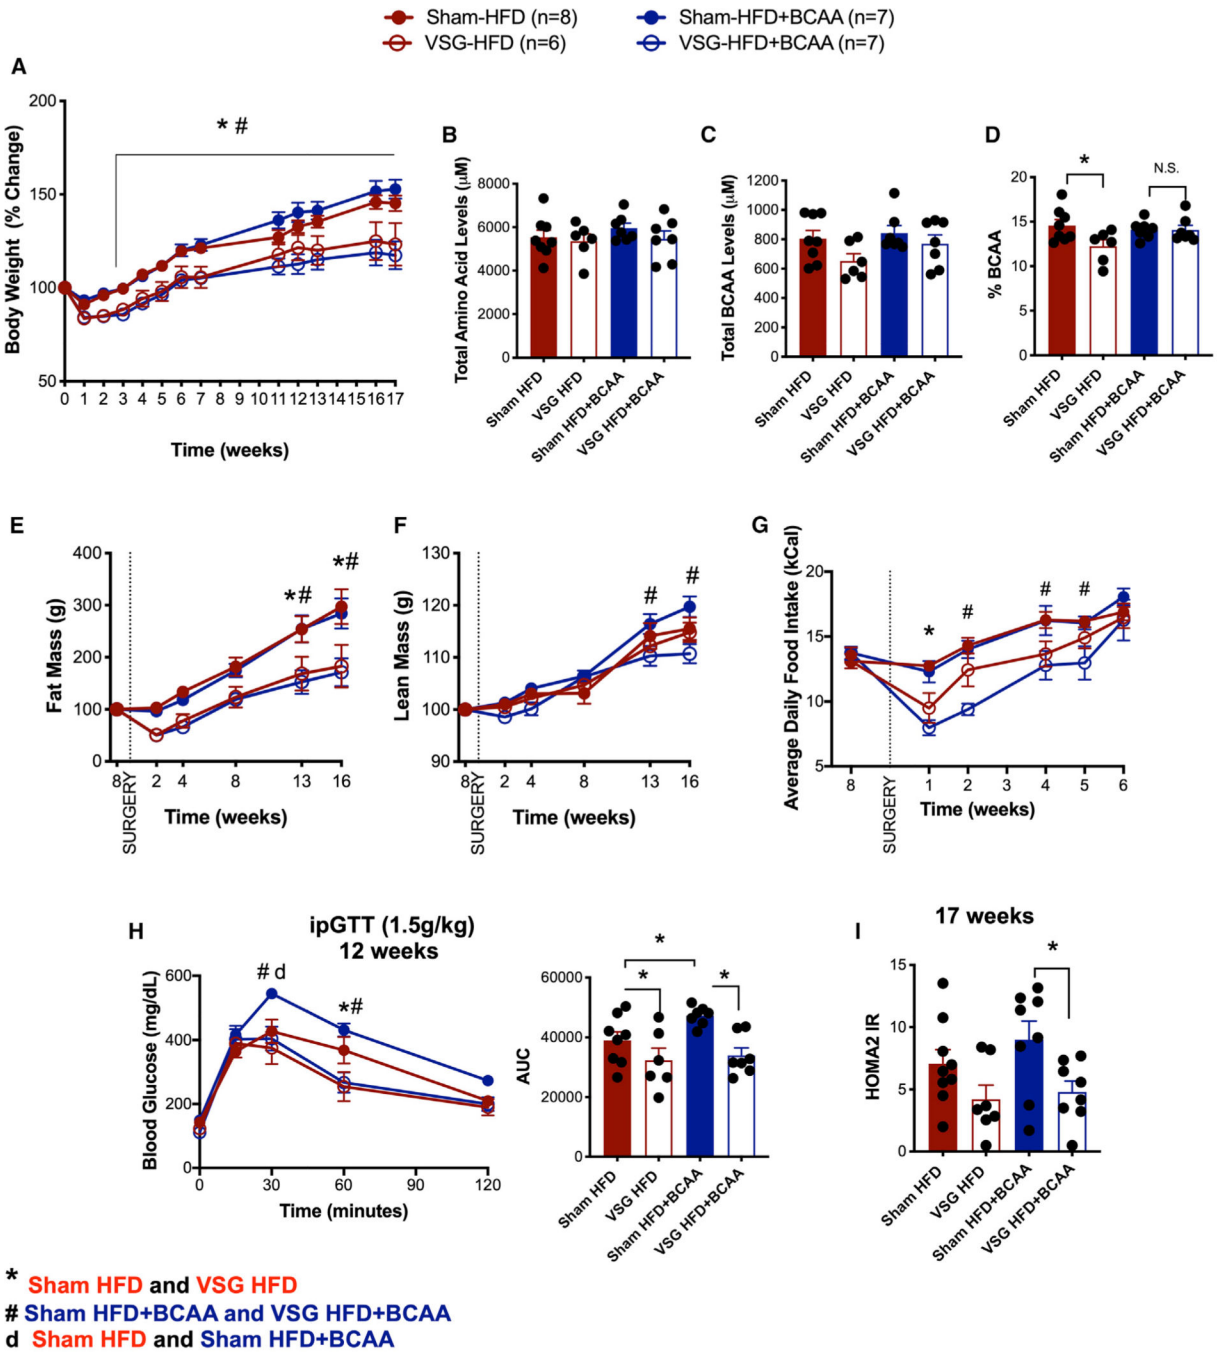 Sham-HFD (n=8)
Sham-HFD+BCAA (n=7)
VSG-HFD (n=6)
VSG-HFD+BCAA (n=7)
A
* #
Body Weight (% Change)
200
150
100
50
0 1 2 3 4 5 6 7 8 9 10 11 12 13 14 15 16 17
Time (weeks)
B
Total Amino Acid Levels (µM)
8000
6000
4000
2000
0
Sham HFD
VSG HFD
Sham HFD+BCAA
VSG HFD+BCAA
C
Total BCAA Levels (µM)
1200
1000
800
600
400
200
0
Sham HFD
VSG HFD
Sham HFD+BCAA
VSG HFD+BCAA
D
*
N.S.
% BCAA
20
15
10
5
0
Sham HFD
VSG HFD
Sham HFD+BCAA
VSG HFD+BCAA
E
Fat Mass (g)
400
300
200
100
0
*#
*#
8 2 4 8 13 16
SURGERY
Time (weeks)
F
Lean Mass (g)
130
120
110
100
90
#
#
8 2 4 8 13 16
SURGERY
Time (weeks)
G
Average Daily Food Intake (kCal)
20
15
10
5
*
#
#
#
8 1 2 3 4 5 6
SURGERY
Time (weeks)
H
ipGTT (1.5g/kg)
12 weeks
Blood Glucose (mg/dL)
600
400
200
0
# d
*#
0 30 60 90 120
Time (minutes)
AUC
60000
40000
20000
0
*
*
*
Sham HFD
VSG HFD
Sham HFD+BCAA
VSG HFD+BCAA
I
17 weeks
*
HOMA2 IR
15
10
5
0
Sham HFD
VSG HFD
Sham HFD+BCAA
VSG HFD+BCAA
* Sham HFD and VSG HFD
# Sham HFD+BCAA and VSG HFD+BCAA
d Sham HFD and Sham HFD+BCAA